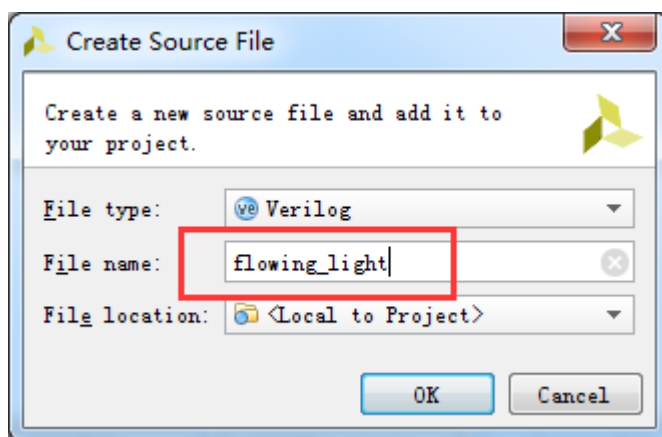 Create Source File
Create a new source file and add it to
your project.
File type: Verilog
File name: flowing_light
File location: <Local to Project>
OK Cancel